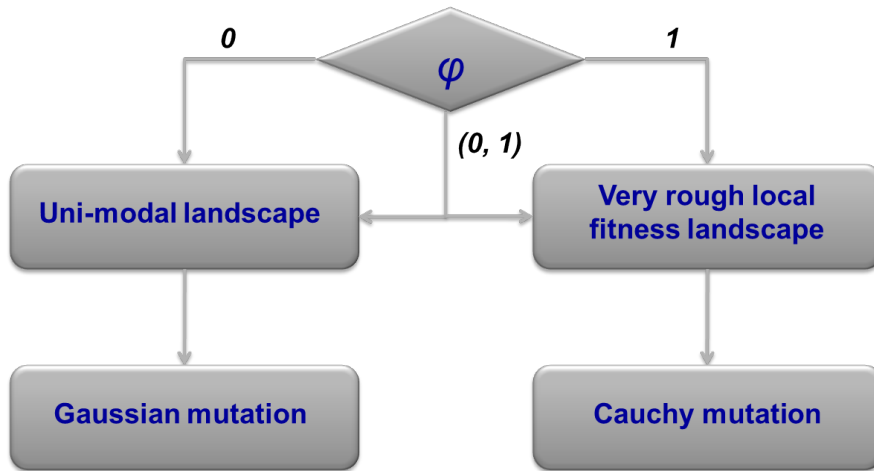 0
1
φ
(0, 1)
Uni-modal landscape
Very rough local
fitness landscape
Gaussian mutation
Cauchy mutation